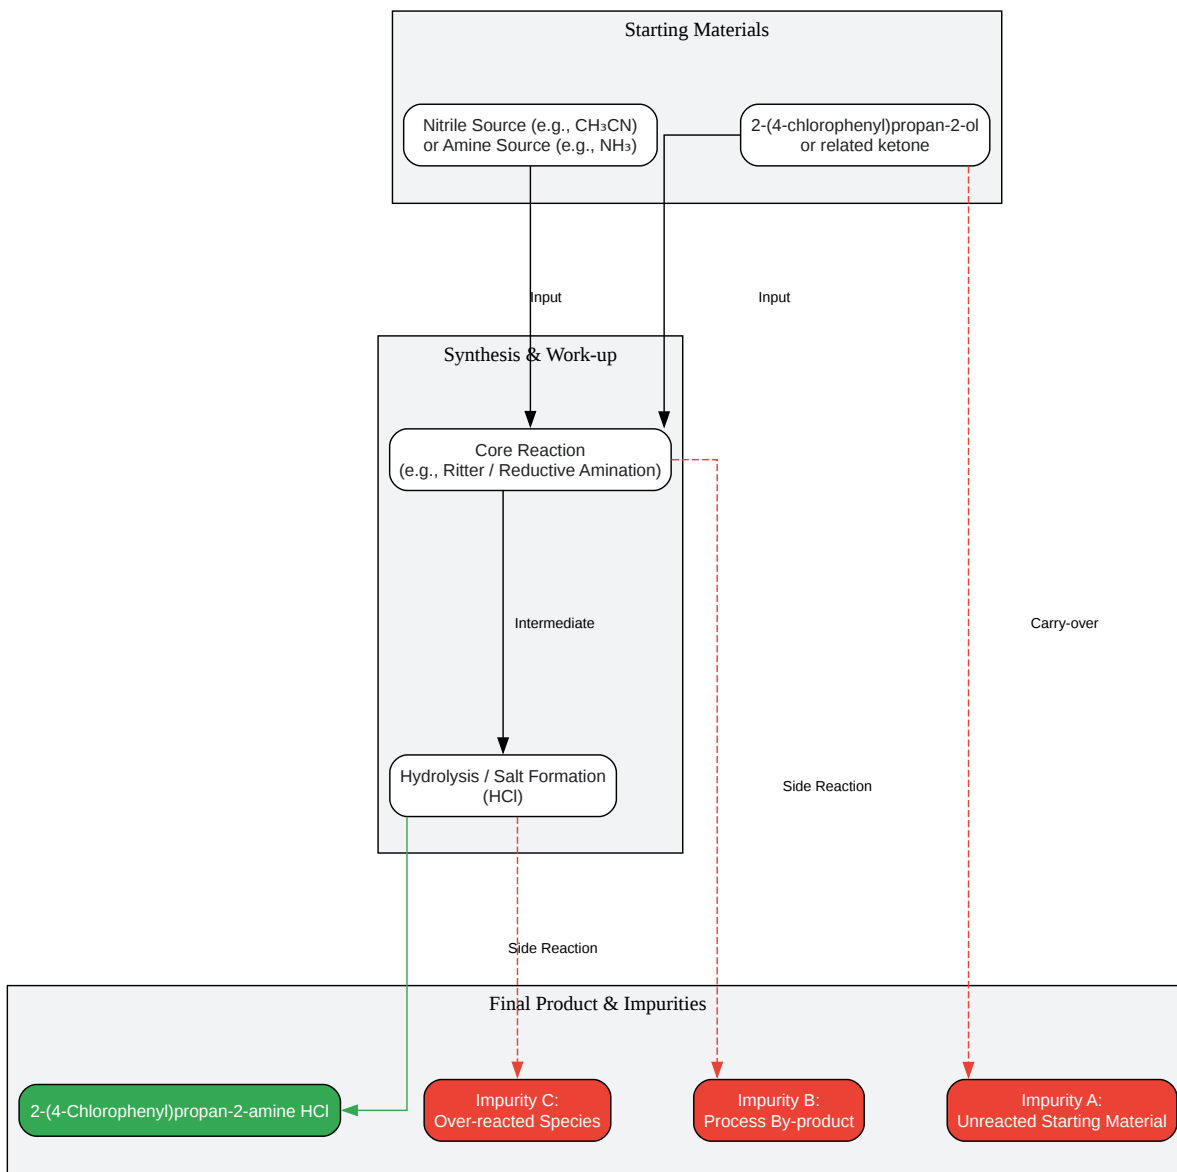 Starting Materials
Nitrile Source (e.g., CH₃CN)
or Amine Source (e.g., NH₃)
2-(4-chlorophenyl)propan-2-ol
or related ketone
Input
Input
Synthesis & Work-up
Core Reaction
(e.g., Ritter / Reductive Amination)
Intermediate
Carry-over
Hydrolysis / Salt Formation
(HCl)
Side Reaction
Side Reaction
Final Product & Impurities
2-(4-Chlorophenyl)propan-2-amine HCl
Impurity C:
Over-reacted Species
Impurity B:
Process By-product
Impurity A:
Unreacted Starting Material